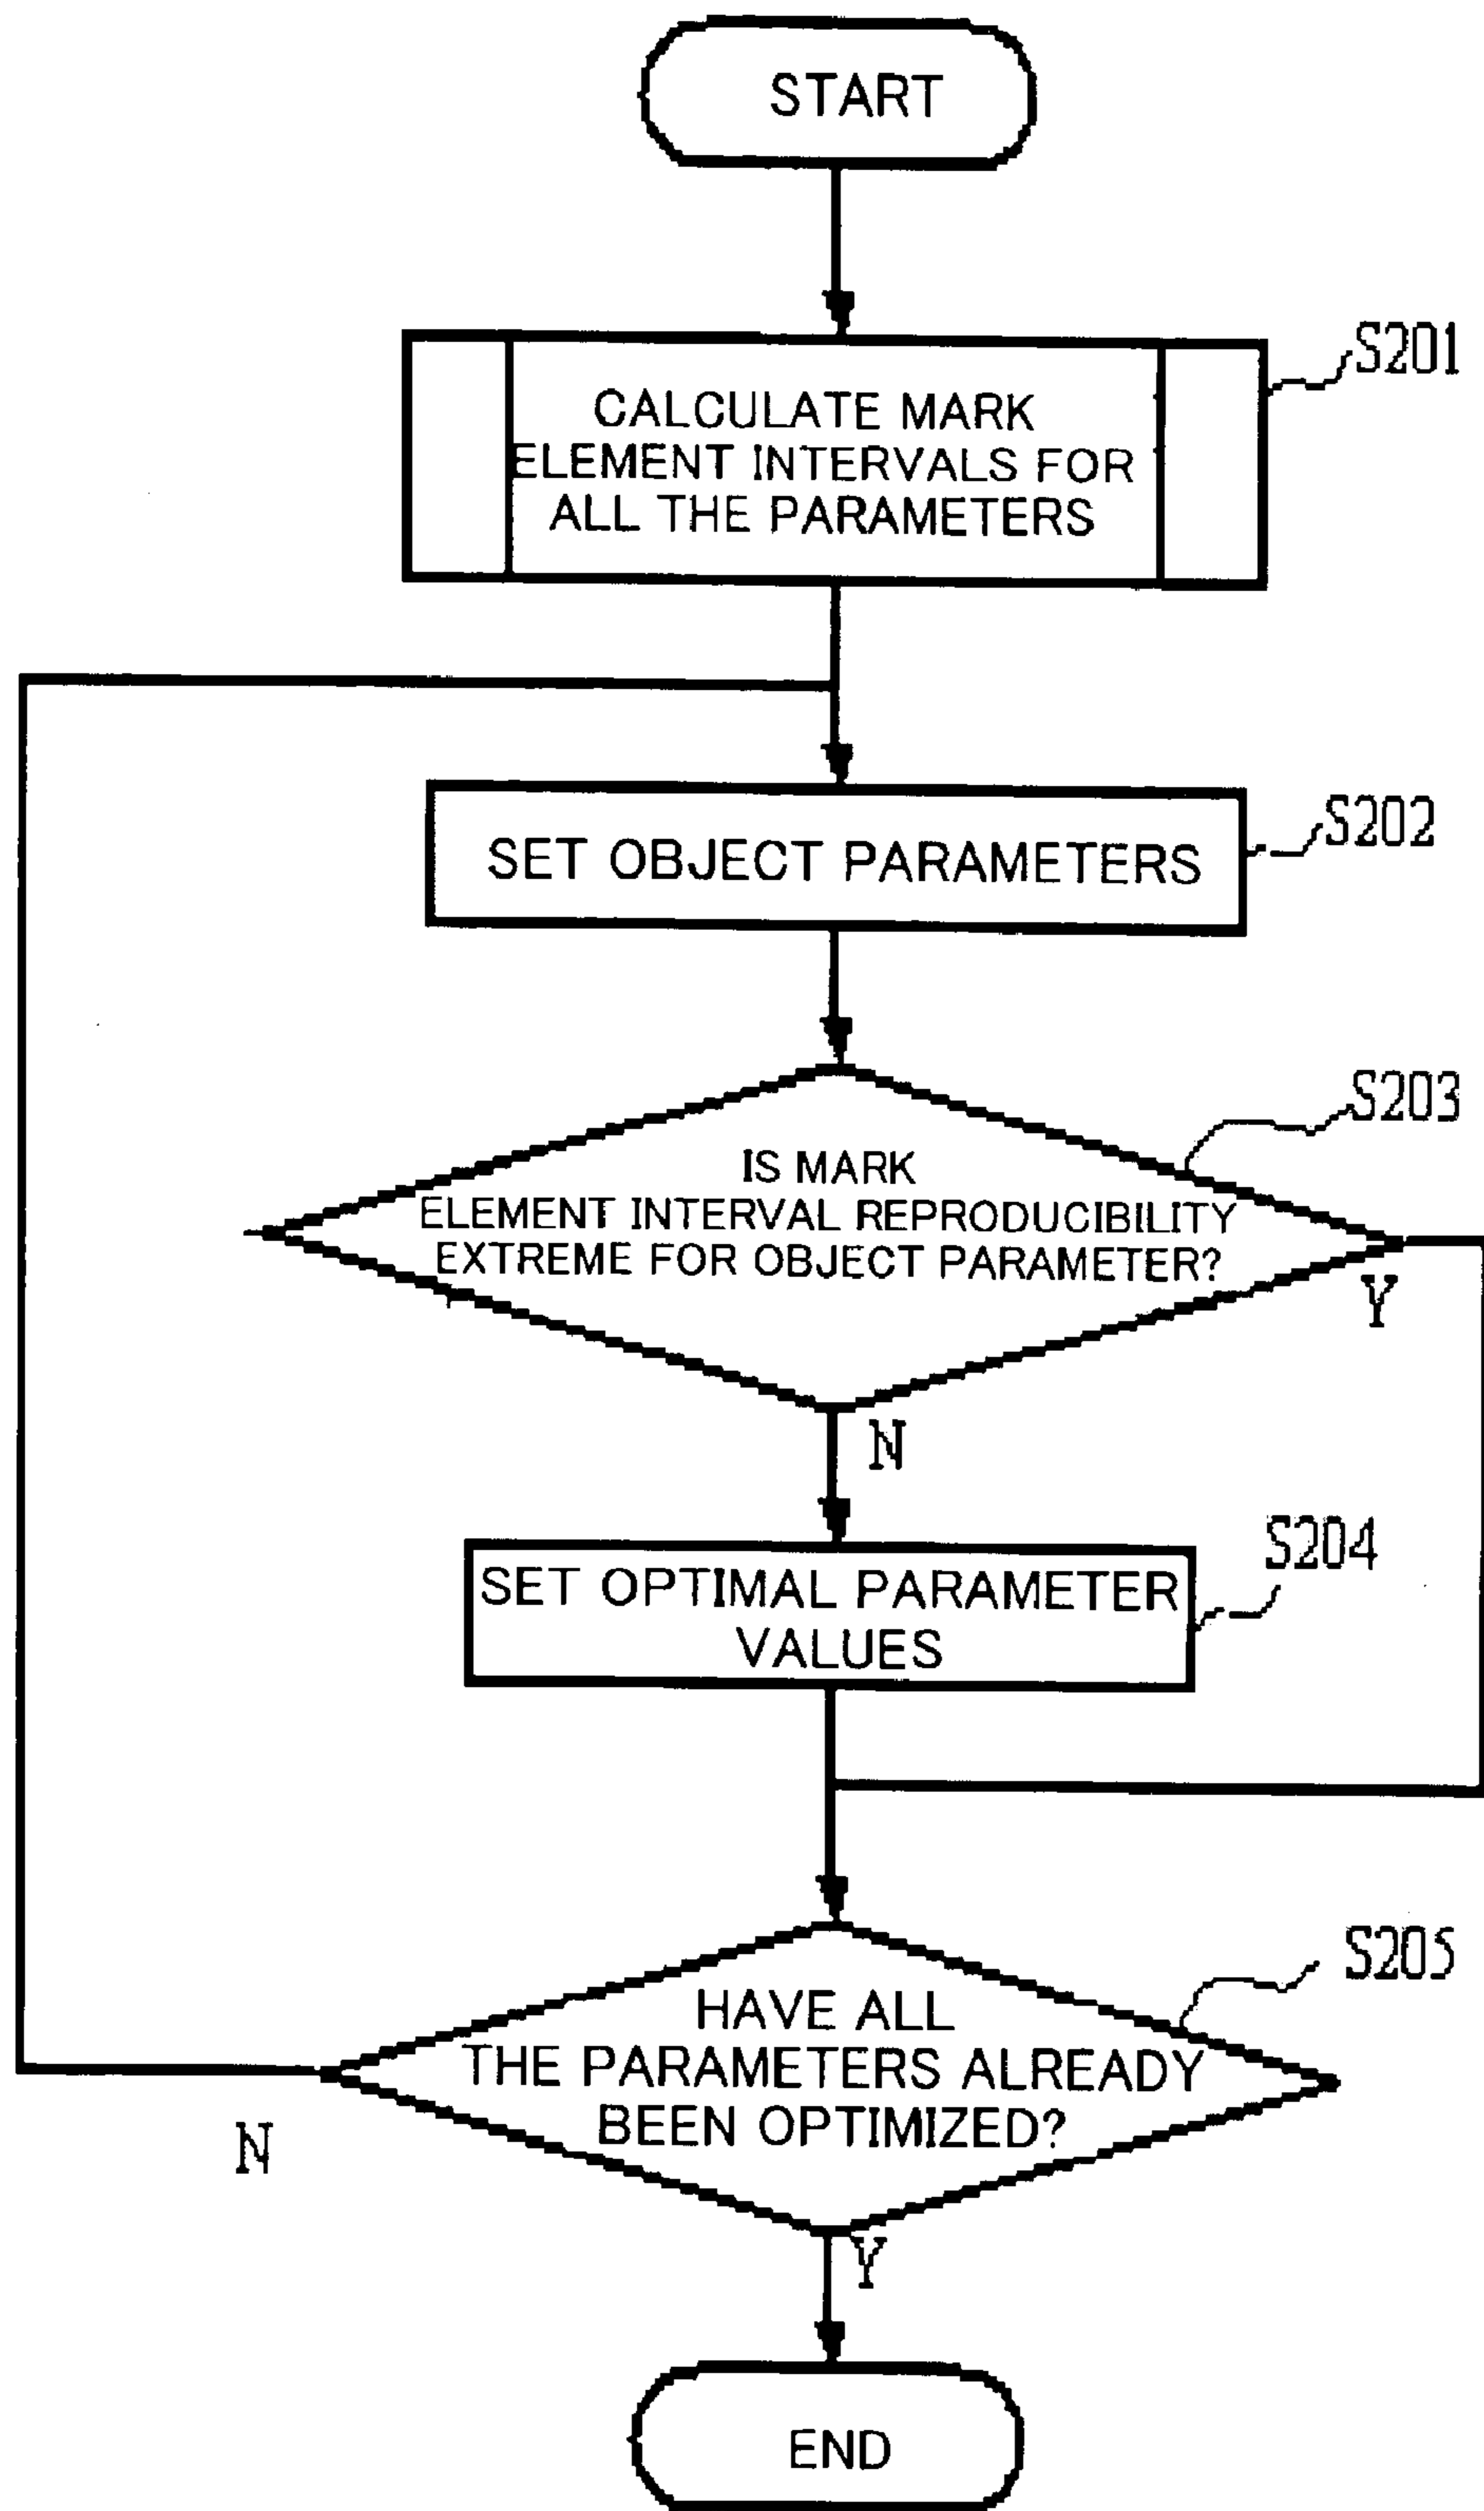 START
S201
CALCULATE MARK
ELEMENT INTERVALS FOR
ALL THE PARAMETERS
S202
SET OBJECT PARAMETERS
S203
IS MARK
ELEMENT INTERVAL REPRODUCIBILITY
EXTREME FOR OBJECT PARAMETER?
Y
N
S204
SET OPTIMAL PARAMETER
VALUES
S205
HAVE ALL
THE PARAMETERS ALREADY
BEEN OPTIMIZED?
N
Y
END